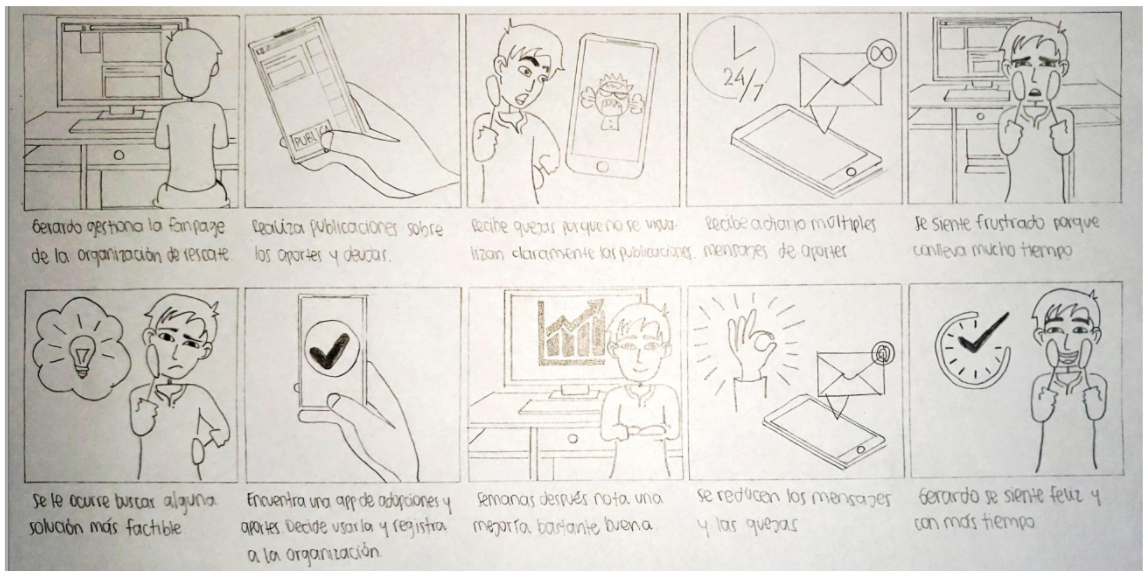 PUBLIC
24/7
∞
Gerardo gestiona la fanpage
de la organización de rescate.
Realiza publicaciones sobre
los aportes y deudas.
Recibe quejas porque no se visua-
lizan claramente las publicaciones.
Recibe a diario múltiples
mensajes de aportes
Se siente frustrado porque
conlleva mucho tiempo
@
Se le ocurre buscar alguna
solución más factible.
Encuentra una app de adopciones y
aportes. Decide usarla y registra
a la organización.
Semanas después nota una
mejoría bastante buena.
Se reducen los mensajes
y las quejas
Gerardo se siente feliz y
con más tiempo